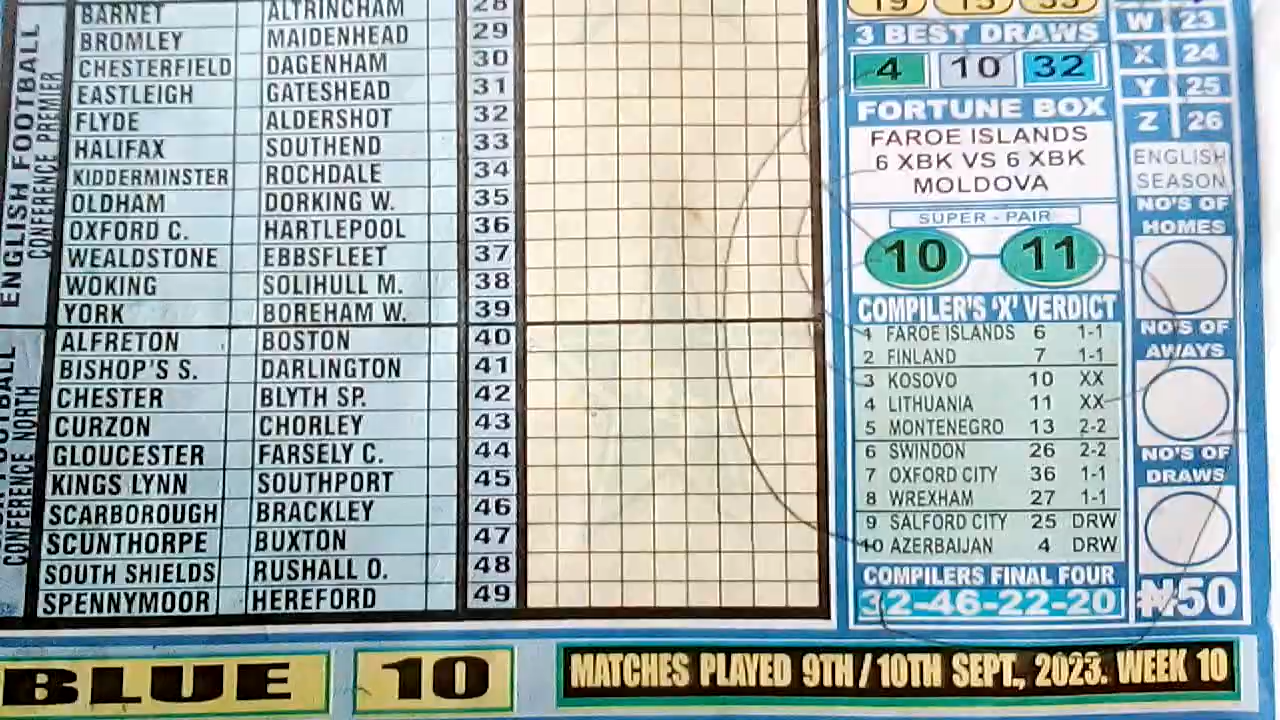 ENGLISH FOOTBALL
CONFERENCE PREMIER
BARNET ALTRINCHAM 28
BROMLEY MAIDENHEAD 29
CHESTERFIELD DAGENHAM 30
EASTLEIGH GATESHEAD 31
FLYDE ALDERSHOT 32
HALIFAX SOUTHEND 33
KIDDERMINSTER ROCHDALE 34
OLDHAM DORKING W. 35
OXFORD C. HARTLEPOOL 36
WEALDSTONE EBBSFLEET 37
WOKING SOLIHULL M. 38
YORK BOREHAM W. 39
CONFERENCE NORTH
ALFRETON BOSTON 40
BISHOP'S S. DARLINGTON 41
CHESTER BLYTH SP. 42
CURZON CHORLEY 43
GLOUCESTER FARSELY C. 44
KINGS LYNN SOUTHPORT 45
SCARBOROUGH BRACKLEY 46
SCUNTHORPE BUXTON 47
SOUTH SHIELDS RUSHALL O. 48
SPENNYMOOR HEREFORD 49
19 15 35
3 BEST DRAWS
4 10 32
FORTUNE BOX
FAROE ISLANDS
6 XBK VS 6 XBK
MOLDOVA
SUPER - PAIR
10 11
COMPILER'S 'X' VERDICT
1 FAROE ISLANDS 6 1-1
2 FINLAND 7 1-1
3 KOSOVO 10 XX
4 LITHUANIA 11 XX
5 MONTENEGRO 13 2-2
6 SWINDON 26 2-2
7 OXFORD CITY 36 1-1
8 WREXHAM 27 1-1
9 SALFORD CITY 25 DRW
10 AZERBAIJAN 4 DRW
COMPILERS FINAL FOUR
32-46-22-20
W 23
X 24
Y 25
Z 26
ENGLISH
SEASON
NO'S OF
HOMES
NO'S OF
AWAYS
NO'S OF
DRAWS
₦50
BLUE 10
MATCHES PLAYED 9TH / 10TH SEPT., 2023. WEEK 10